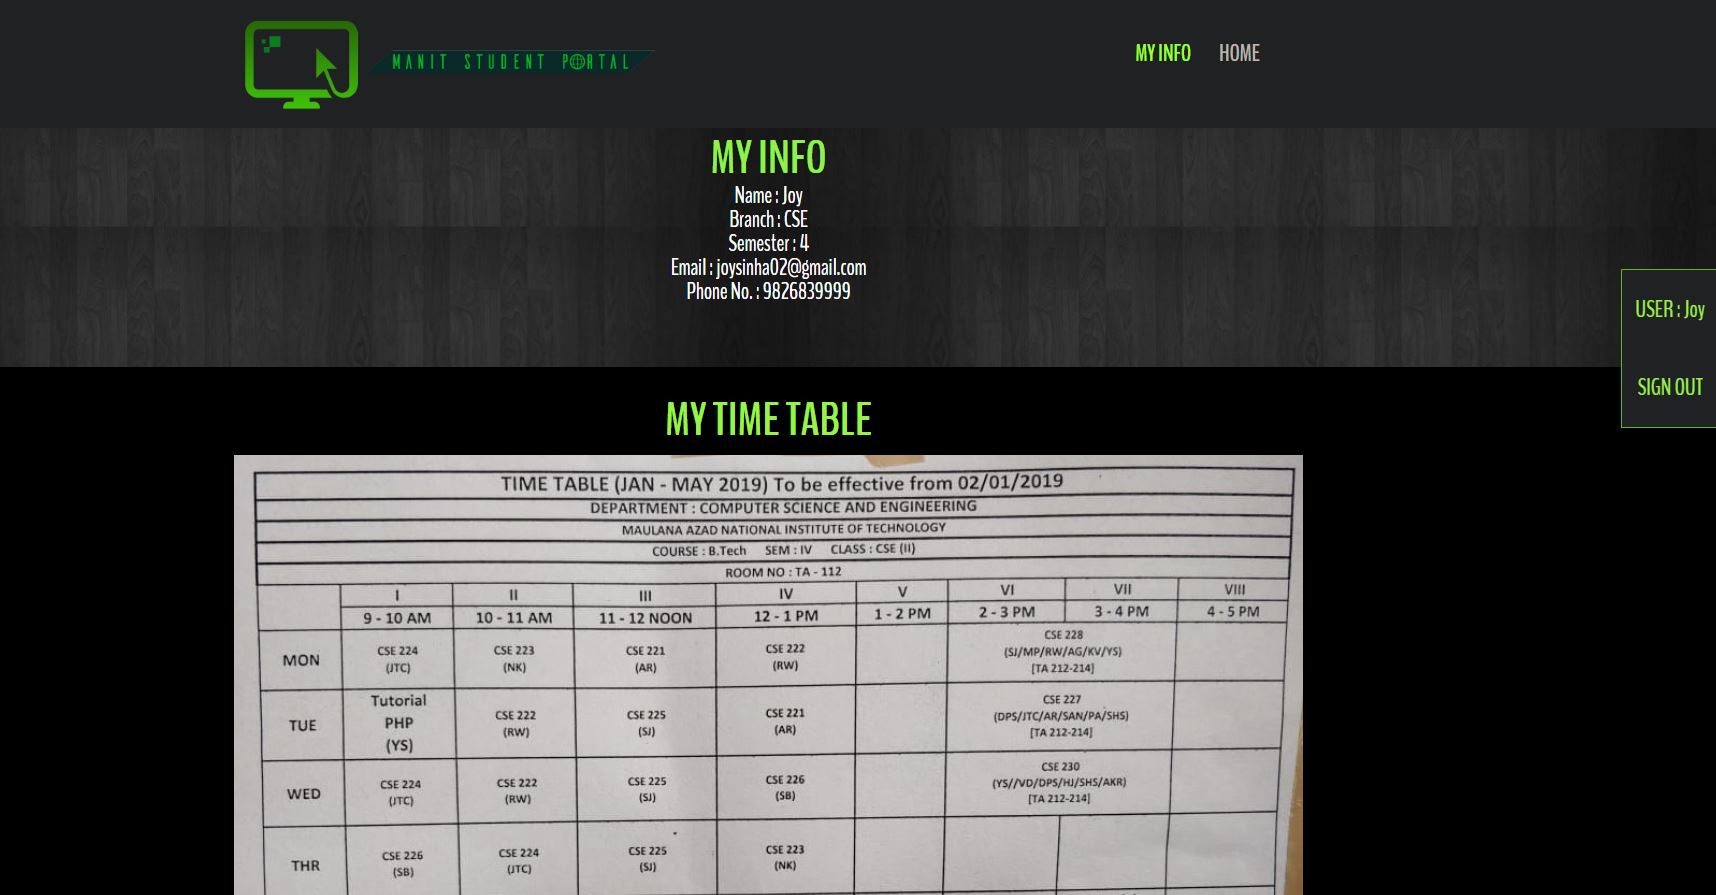 MANIT STUDENT PORTAL
MY INFO HOME
MY INFO
Name : Joy
Branch : CSE
Semester : 4
Email : joysinha02@gmail.com
Phone No. : 9826839999
USER : Joy
SIGN OUT
MY TIME TABLE
TIME TABLE (JAN - MAY 2019) To be effective from 02/01/2019
DEPARTMENT : COMPUTER SCIENCE AND ENGINEERING
MAULANA AZAD NATIONAL INSTITUTE OF TECHNOLOGY
COURSE : B.Tech SEM : IV CLASS : CSE (II)
ROOM NO : TA - 112
I II III IV V VI VII VIII
9 - 10 AM 10 - 11 AM 11 - 12 NOON 12 - 1 PM 1 - 2 PM 2 - 3 PM 3 - 4 PM 4 - 5 PM
MON
CSE 224
(JTC)
CSE 223
(NK)
CSE 221
(AR)
CSE 222
(RW)
CSE 228
(SJ/MP/RW/AG/KV/YS)
[TA 212-214]
TUE
Tutorial
PHP
(YS)
CSE 222
(RW)
CSE 225
(SJ)
CSE 221
(AR)
CSE 227
(DPS/JTC/AR/SAN/PA/SHS)
[TA 212-214]
WED
CSE 224
(JTC)
CSE 222
(RW)
CSE 225
(SJ)
CSE 226
(SB)
CSE 230
(YS//VD/DPS/HJ/SHS/AKR)
[TA 212-214]
THR
CSE 226
(SB)
CSE 224
(JTC)
CSE 225
(SJ)
CSE 223
(NK)